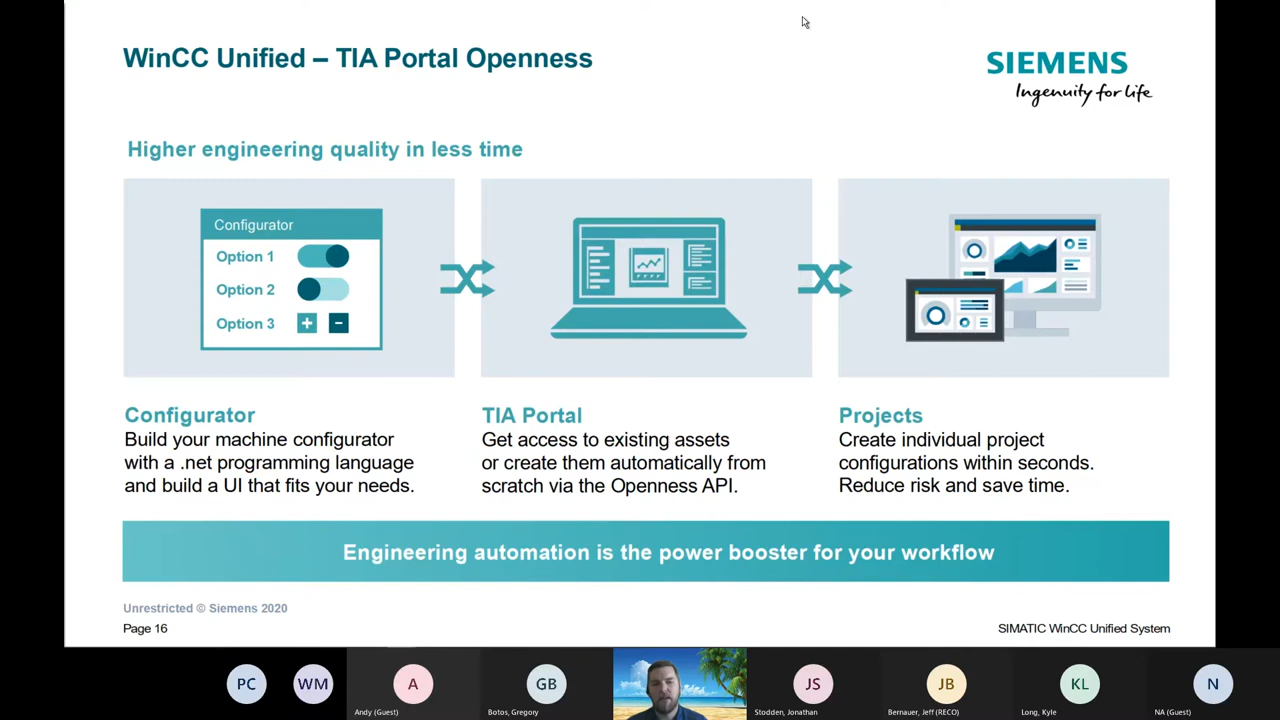 WinCC Unified – TIA Portal Openness
SIEMENS
Ingenuity for life
Higher engineering quality in less time
Configurator
Option 1
Option 2
Option 3
+ -
Configurator
Build your machine configurator
with a .net programming language
and build a UI that fits your needs.
TIA Portal
Get access to existing assets
or create them automatically from
scratch via the Openness API.
Projects
Create individual project
configurations within seconds.
Reduce risk and save time.
Engineering automation is the power booster for your workflow
Unrestricted © Siemens 2020
Page 16
SIMATIC WinCC Unified System
PC
WM
A
Andy (Guest)
GB
Botos, Gregory
JS
Stodden, Jonathan
JB
Bernauer, Jeff (RECO)
KL
Long, Kyle
N
NA (Guest)